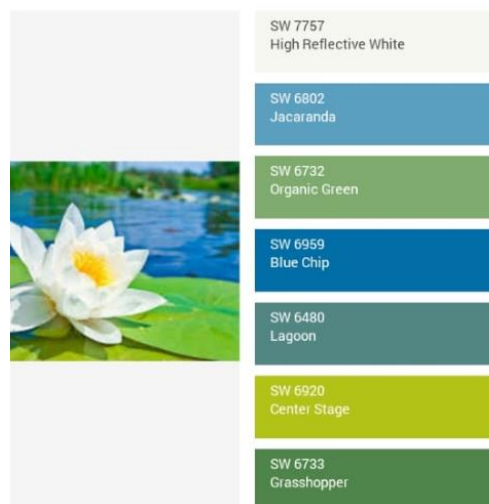 SW 7757
High Reflective White
SW 6802
Jacaranda
SW 6732
Organic Green
SW 6959
Blue Chip
SW 6480
Lagoon
SW 6920
Center Stage
SW 6733
Grasshopper